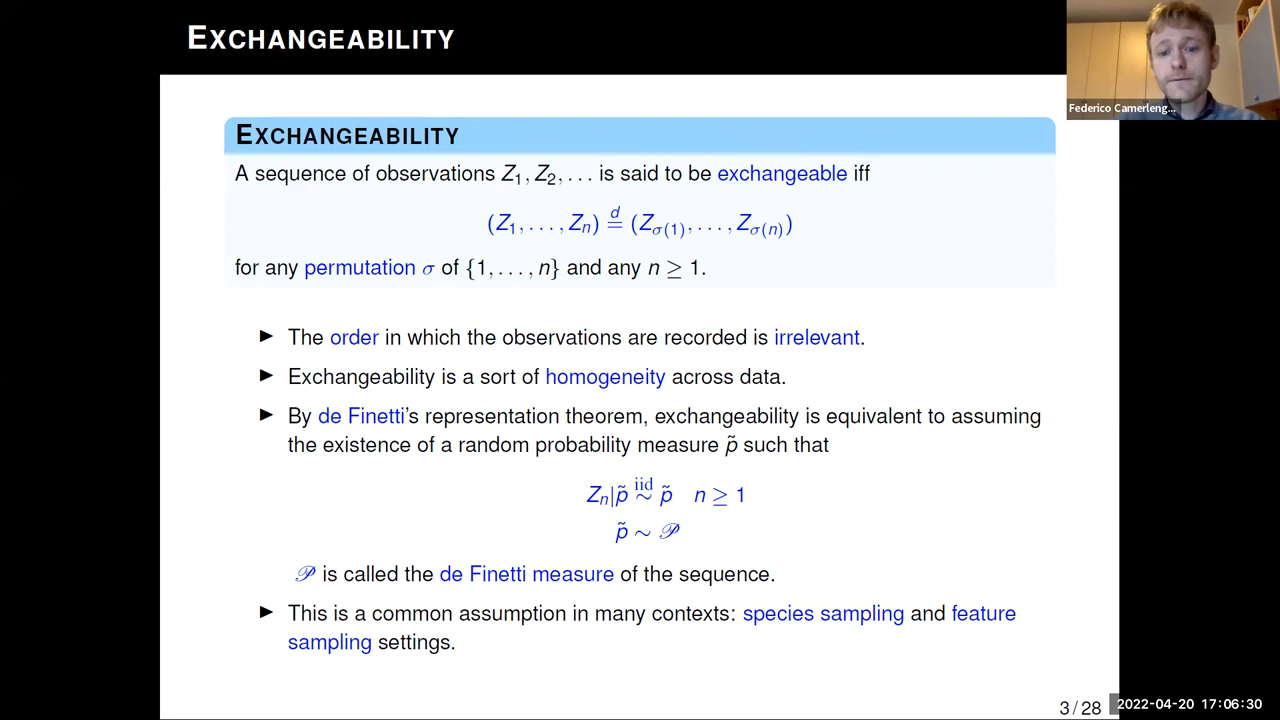 EXCHANGEABILITY
Federico Camerleng...
EXCHANGEABILITY
A sequence of observations Z₁, Z₂, . . . is said to be exchangeable iff
(Z₁, . . . , Zₙ) =ᵈ (Z_σ(1), . . . , Z_σ(n))
for any permutation σ of {1, . . . , n} and any n ≥ 1.
► The order in which the observations are recorded is irrelevant.
► Exchangeability is a sort of homogeneity across data.
► By de Finetti's representation theorem, exchangeability is equivalent to assuming
the existence of a random probability measure p̃ such that
Zₙ|p̃ iid ∼ p̃ n ≥ 1
p̃ ∼ 𝒫
𝒫 is called the de Finetti measure of the sequence.
► This is a common assumption in many contexts: species sampling and feature
sampling settings.
3 / 28
2022-04-20 17:06:30